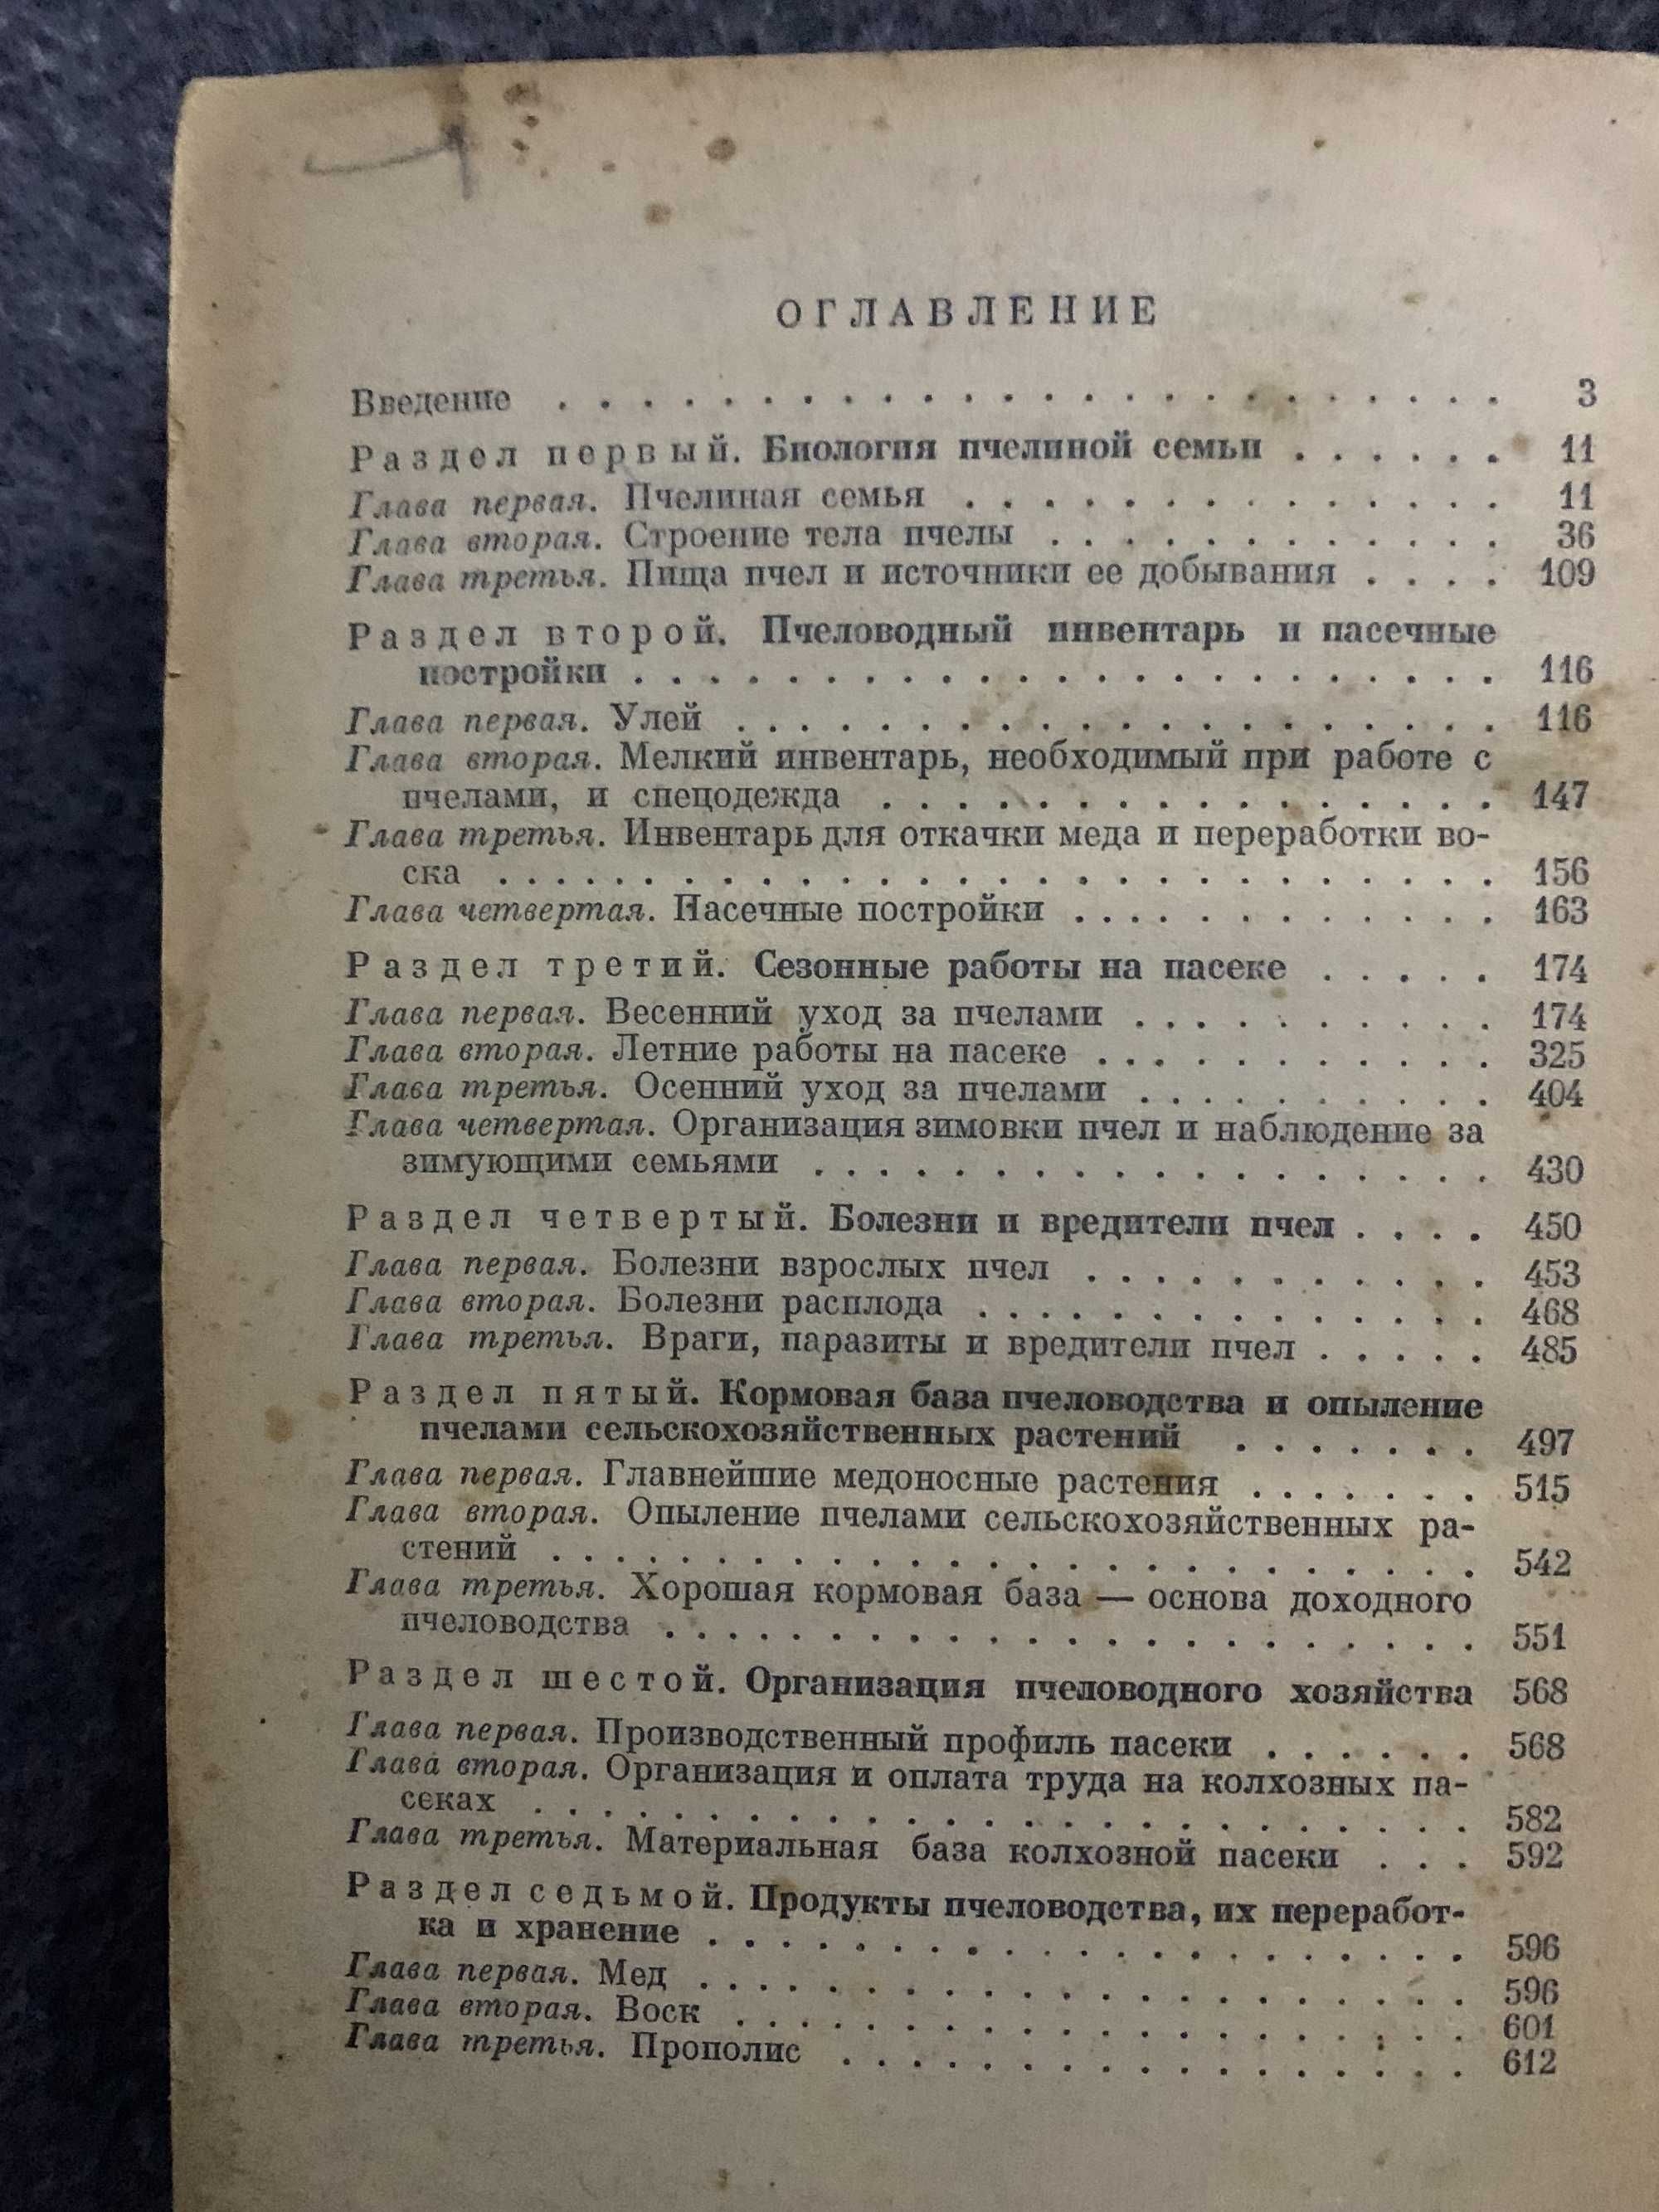 ОГЛАВЛЕНИЕ
Введение . . . . . . . . . . . . . . . . . . . . . . . . 3
Раздел первый. Биология пчелиной семьи . . . . . . 11
Глава первая. Пчелиная семья . . . . . . . . . . . . . . 11
Глава вторая. Строение тела пчелы . . . . . . . . . . . . 36
Глава третья. Пища пчел и источники ее добывания . . . . 109
Раздел второй. Пчеловодный инвентарь и пасечные
постройки . . . . . . . . . . . . . . . . . . . . . . . 116
Глава первая. Улей . . . . . . . . . . . . . . . . . . . . 116
Глава вторая. Мелкий инвентарь, необходимый при работе с
пчелами, и спецодежда . . . . . . . . . . . . . . . . 147
Глава третья. Инвентарь для откачки меда и переработки во-
ска . . . . . . . . . . . . . . . . . . . . . . . . . . 156
Глава четвертая. Пасечные постройки . . . . . . . . . . . 163
Раздел третий. Сезонные работы на пасеке . . . . . 174
Глава первая. Весенний уход за пчелами . . . . . . . . . . 174
Глава вторая. Летние работы на пасеке . . . . . . . . . . . 325
Глава третья. Осенний уход за пчелами . . . . . . . . . . 404
Глава четвертая. Организация зимовки пчел и наблюдение за
зимующими семьями . . . . . . . . . . . . . . . . . . 430
Раздел четвертый. Болезни и вредители пчел . . . . 450
Глава первая. Болезни взрослых пчел . . . . . . . . . . . 453
Глава вторая. Болезни расплода . . . . . . . . . . . . . . 468
Глава третья. Враги, паразиты и вредители пчел . . . . . 485
Раздел пятый. Кормовая база пчеловодства и опыление
пчелами сельскохозяйственных растений . . . . . . . 497
Глава первая. Главнейшие медоносные растения . . . . . . . 515
Глава вторая. Опыление пчелами сельскохозяйственных ра-
стений . . . . . . . . . . . . . . . . . . . . . . . . 542
Глава третья. Хорошая кормовая база — основа доходного
пчеловодства . . . . . . . . . . . . . . . . . . . . . 551
Раздел шестой. Организация пчеловодного хозяйства 568
Глава первая. Производственный профиль пасеки . . . . . . 568
Глава вторая. Организация и оплата труда на колхозных па-
секах . . . . . . . . . . . . . . . . . . . . . . . . 582
Глава третья. Материальная база колхозной пасеки . . . 592
Раздел седьмой. Продукты пчеловодства, их переработ-
ка и хранение . . . . . . . . . . . . . . . . . . . . 596
Глава первая. Мед . . . . . . . . . . . . . . . . . . . . 596
Глава вторая. Воск . . . . . . . . . . . . . . . . . . . 601
Глава третья. Прополис . . . . . . . . . . . . . . . . . 612